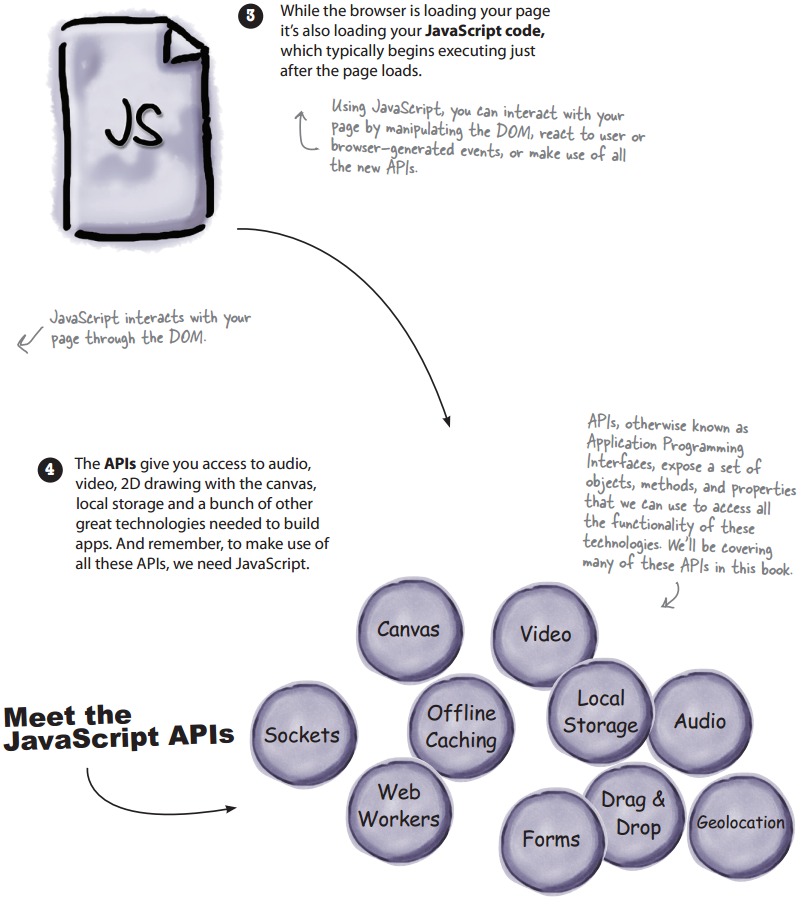 JS
3 While the browser is loading your page
it's also loading your JavaScript code,
which typically begins executing just
after the page loads.
Using JavaScript, you can interact with your
page by manipulating the DOM, react to user or
browser-generated events, or make use of all
the new APIs.
JavaScript interacts with your
page through the DOM.
4 The APIs give you access to audio,
video, 2D drawing with the canvas,
local storage and a bunch of other
great technologies needed to build
apps. And remember, to make use of
all these APIs, we need JavaScript.
APIs, otherwise known as
Application Programming
Interfaces, expose a set of
objects, methods, and properties
that we can use to access all
the functionality of these
technologies. We'll be covering
many of these APIs in this book.
Meet the
JavaScript APIs
Canvas
Video
Sockets
Offline
Caching
Local
Storage
Audio
Web
Workers
Forms
Drag &
Drop
Geolocation